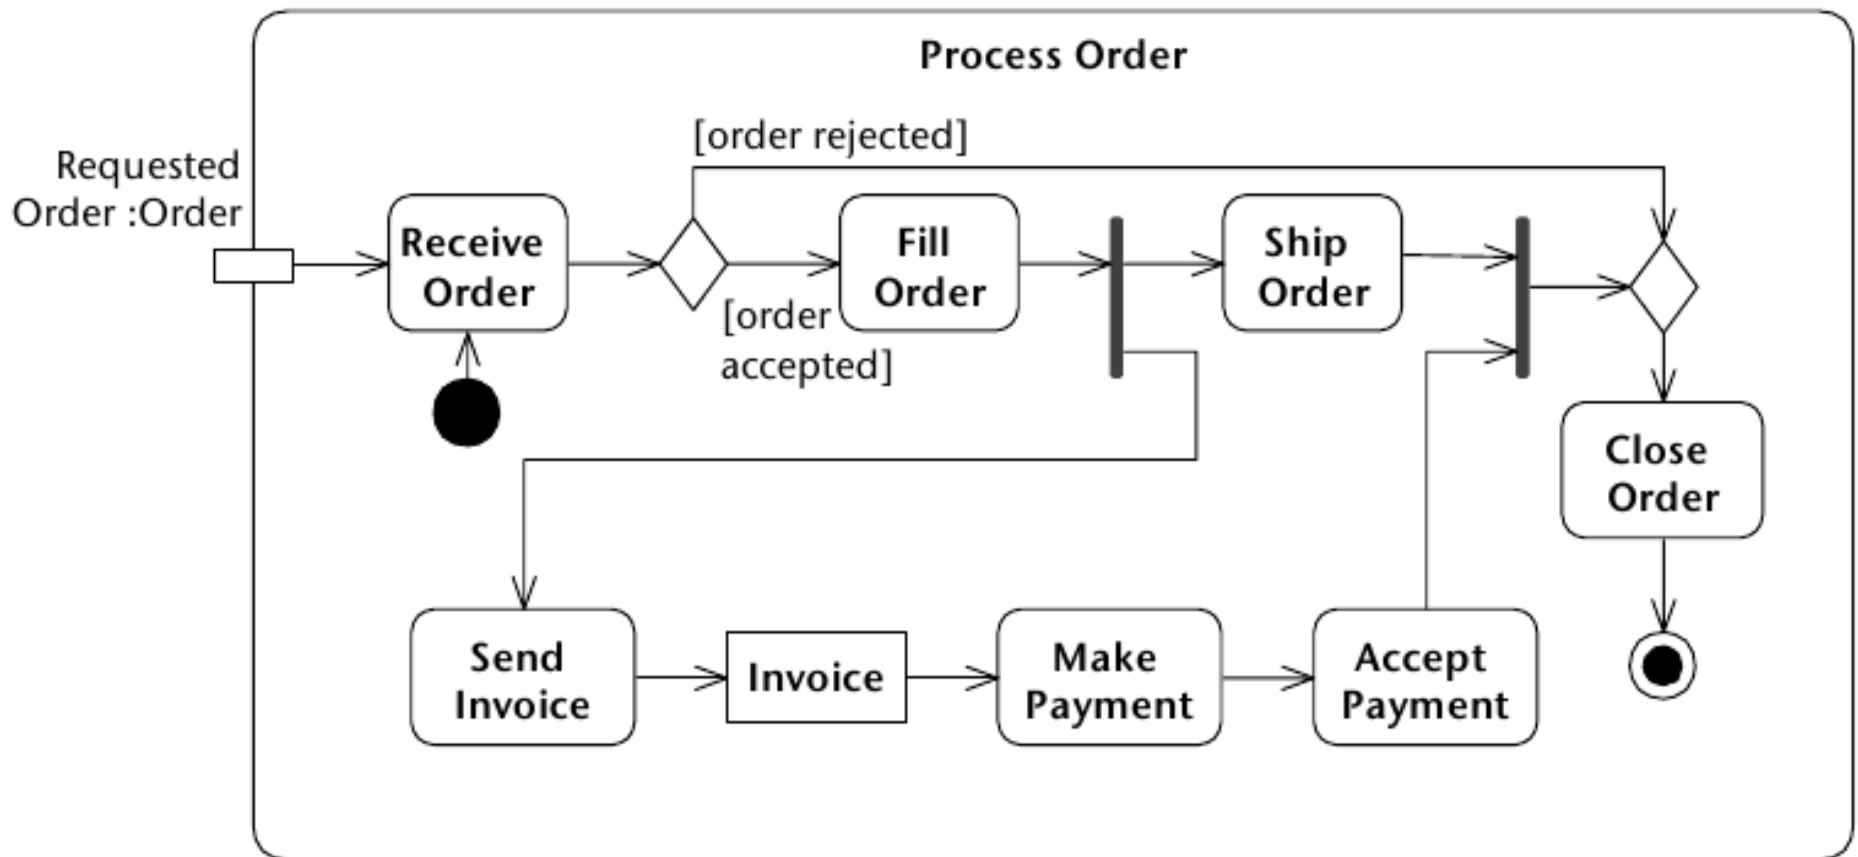 Process Order
[order rejected]
Requested
Order :Order
Receive
Order
Fill
Order
Ship
Order
[order
accepted]
Close
Order
Send
Invoice
Invoice
Make
Payment
Accept
Payment